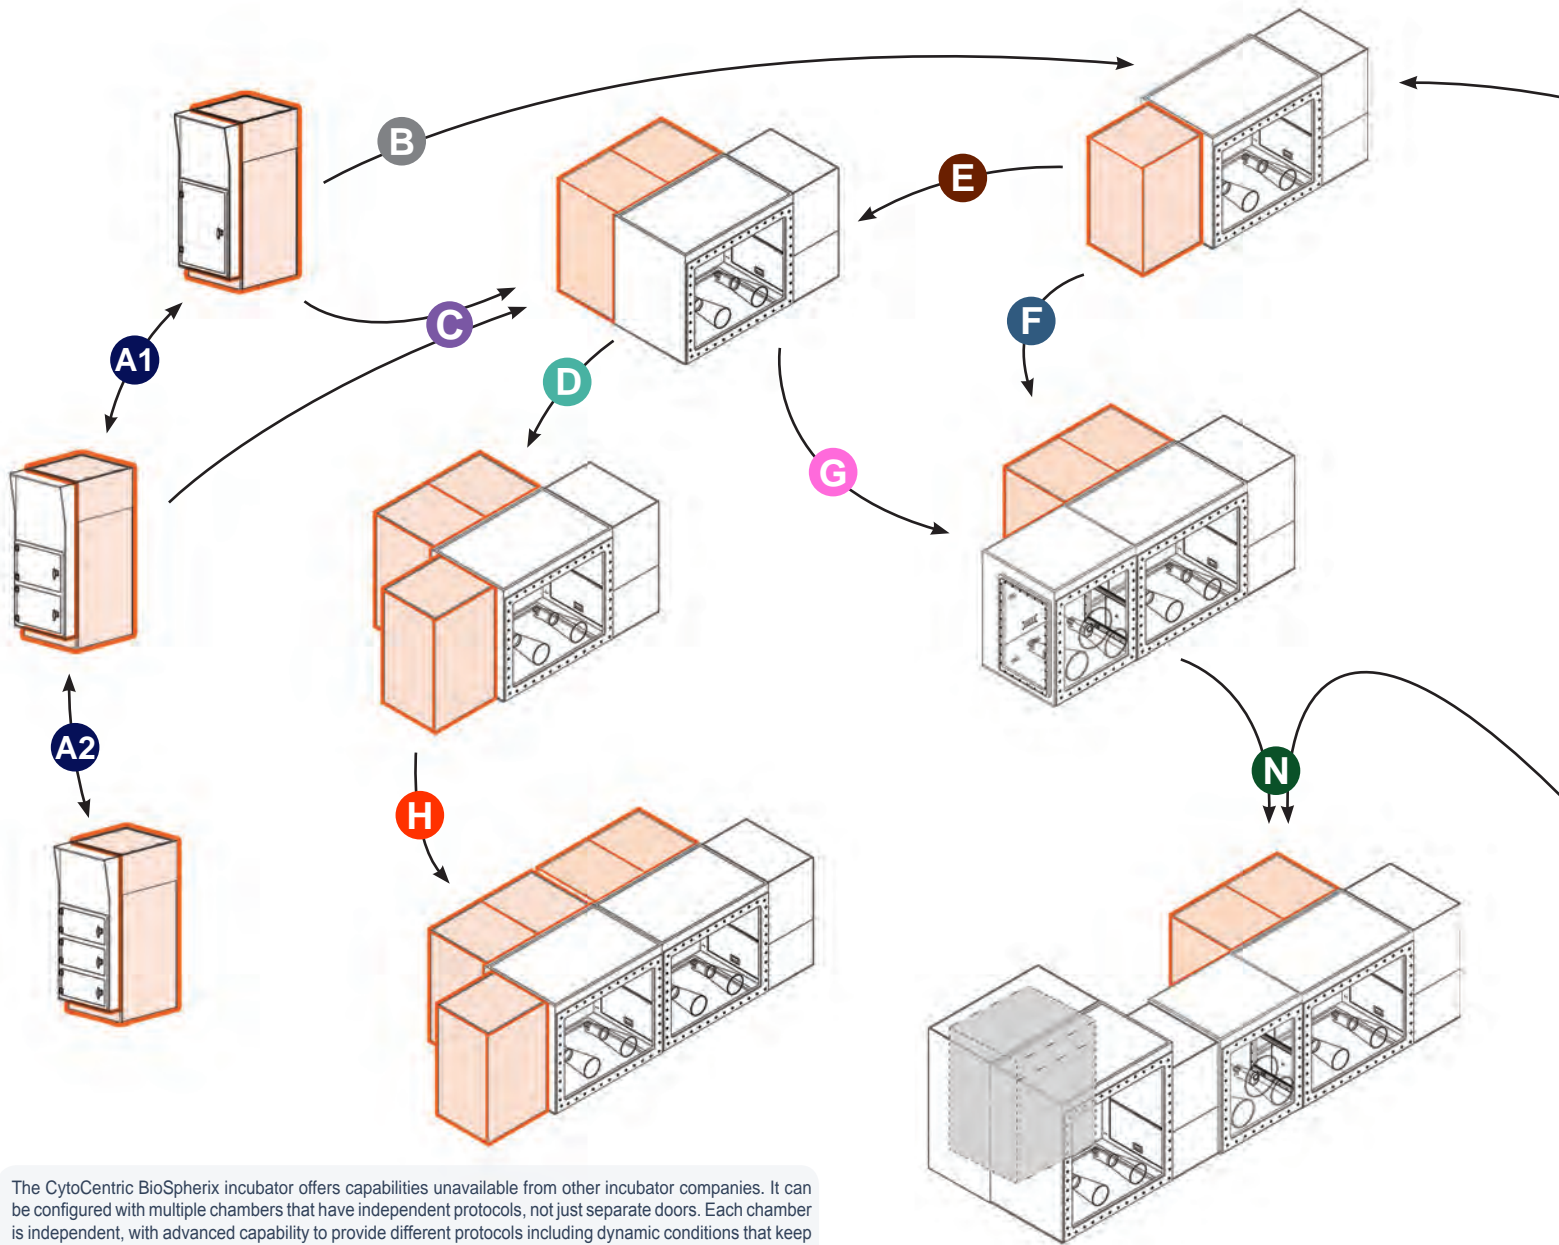 B
E
C
F
A1
D
G
A2
N
H
The CytoCentric BioSpherix incubator offers capabilities unavailable from other incubator companies. It can
be configured with multiple chambers that have independent protocols, not just separate doors. Each chamber
is independent, with advanced capability to provide different protocols including dynamic conditions that keep